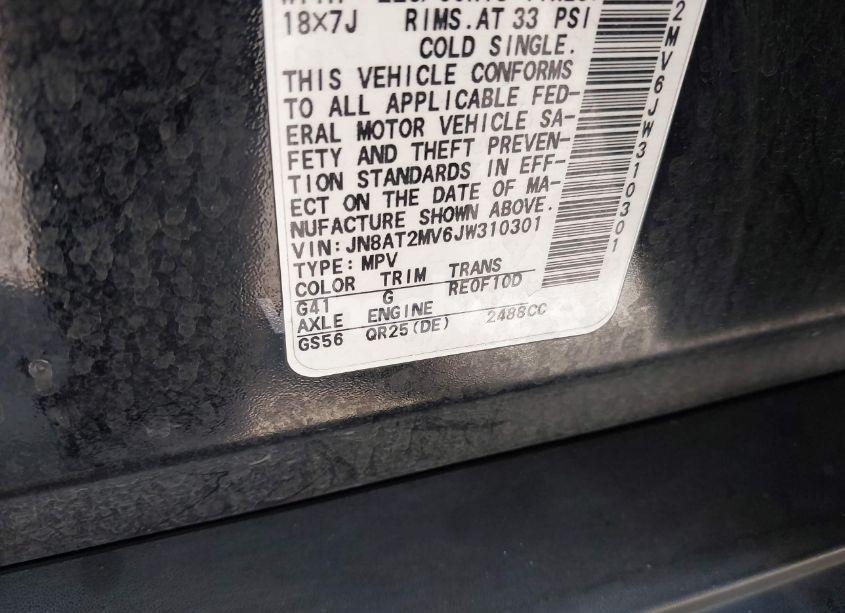 18X7J RIMS.AT 33 PSI
COLD SINGLE.
THIS VEHICLE CONFORMS
TO ALL APPLICABLE FED-
ERAL MOTOR VEHICLE SA-
FETY AND THEFT PREVEN-
TION STANDARDS IN EFF-
ECT ON THE DATE OF MA-
NUFACTURE SHOWN ABOVE.
VIN:JN8AT2MV6JW310301
TYPE:MPV
COLOR TRIM TRANS
G41 G RE0F10D
AXLE ENGINE
GS56 QR25(DE) 2488CC
2MV6JW310301